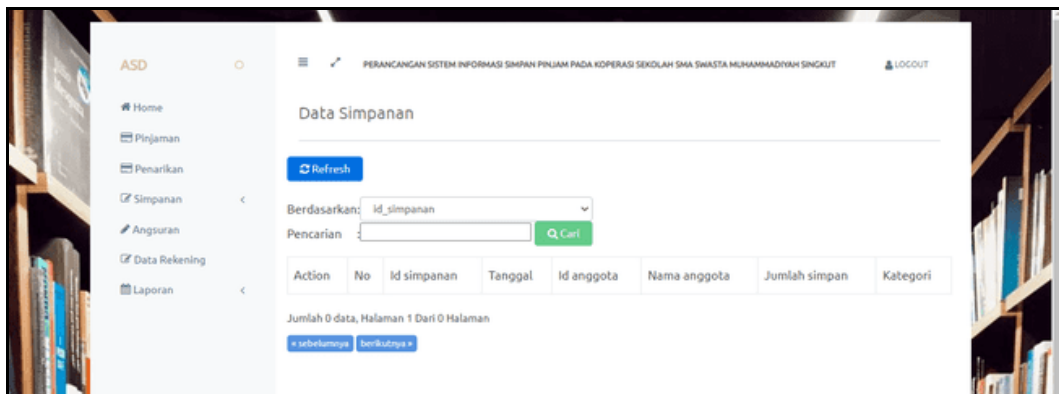 ASD
PERANCANGAN SISTEM INFORMASI SIMPAN PINJAM PADA KOPERASI SEKOLAH SMA SWASTA MUHAMMADIYAH SINGKUT
LOGOUT
Home
Pinjaman
Penarikan
Simpanan
Angsuran
Data Rekening
Laporan
Data Simpanan
Refresh
Berdasarkan: id_simpanan
Pencarian : Cari
Action No Id simpanan Tanggal Id anggota Nama anggota Jumlah simpan Kategori
Jumlah 0 data, Halaman 1 Dari 0 Halaman
« sebelumnya berikutnya »